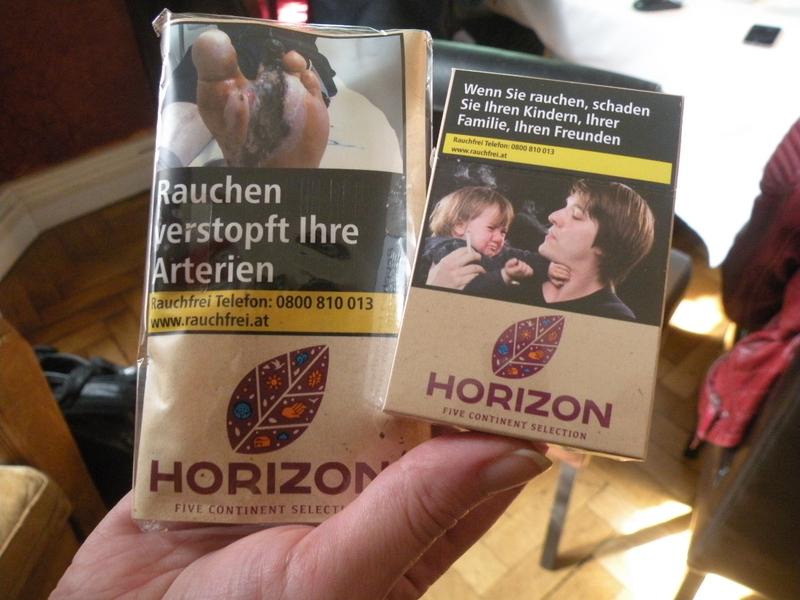 Rauchen
verstopft Ihre
Arterien
Rauchfrei Telefon: 0800 810 013
www.rauchfrei.at
HORIZON
FIVE CONTINENT
Wenn Sie rauchen, schaden
Sie Ihren Kindern, Ihrer
Familie, Ihren Freunden
Rauchfrei Telefon: 0800 810 013
www.rauchfrei.at
HORIZON
FIVE CONTINENT SELECTION